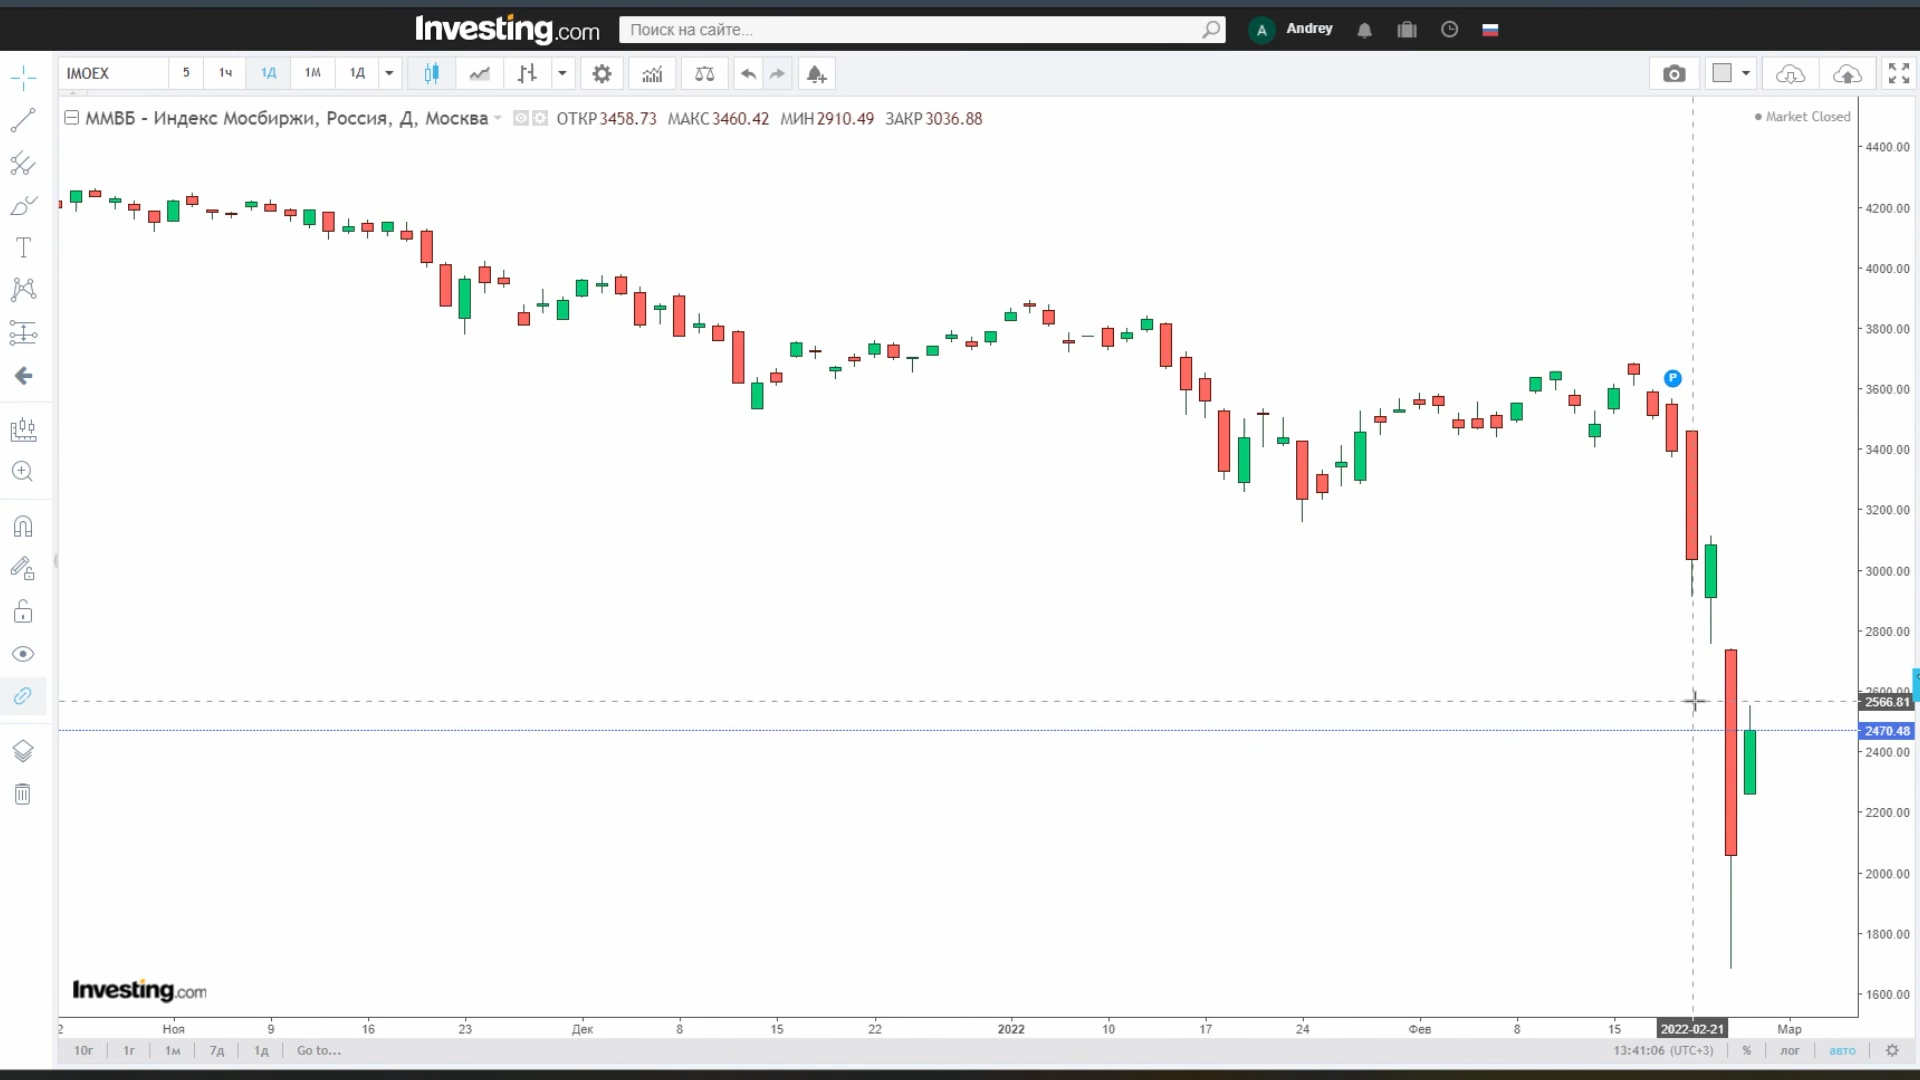 Investing.com
Поиск на сайте...
A
Andrey
IMOEX
5
1ч
1Д
1М
1Д
ММВБ - Индекс Мосбиржи, Россия, Д, Москва
ОТКР 3458.73 МАКС 3460.42 МИН 2910.49 ЗАКР 3036.88
Market Closed
4400.00
4200.00
4000.00
3800.00
P
3600.00
3400.00
3200.00
3000.00
2800.00
2600.00
2566.81
2470.48
2400.00
2200.00
2000.00
1800.00
1600.00
Investing.com
2 Ноя 9 16 23 Дек 8 15 22 2022 10 17 24 Фев 8 15 2022-02-21 Мар
10г 1г 1м 7д 1д Go to... 13:41:06 (UTC+3) % лог авто